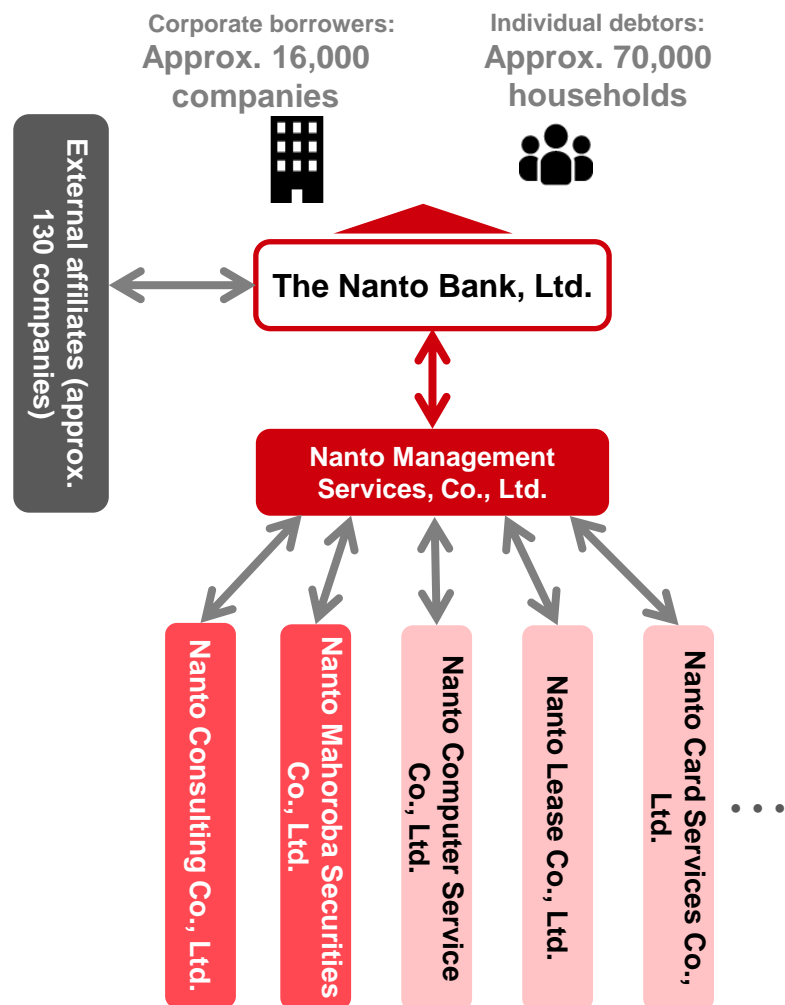 Corporate borrowers:
Approx. 16,000
companies
Individual debtors:
Approx. 70,000
households
External affiliates (approx.
130 companies)
The Nanto Bank, Ltd.
Nanto Management
Services, Co., Ltd.
Nanto Consulting Co., Ltd.
Nanto Mahoroba Securities
Co., Ltd.
Nanto Computer Service
Co., Ltd.
Nanto Lease Co., Ltd.
Nanto Card Services Co.,
Ltd.
• • •